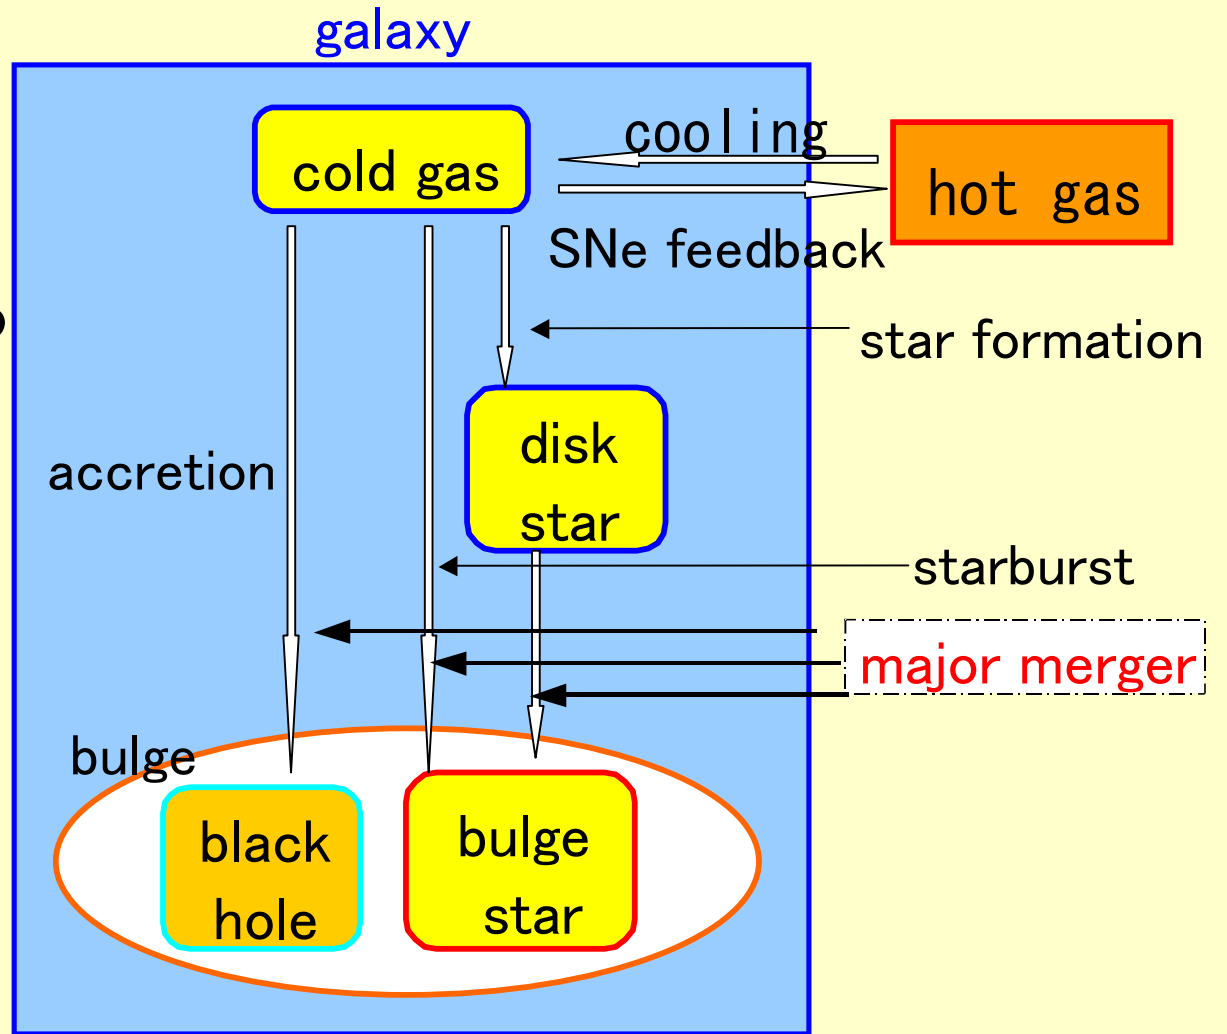 galaxy
cooling
cold gas
hot gas
SNe feedback
star formation
disk
star
accretion
starburst
major merger
bulge
black
hole
bulge
star